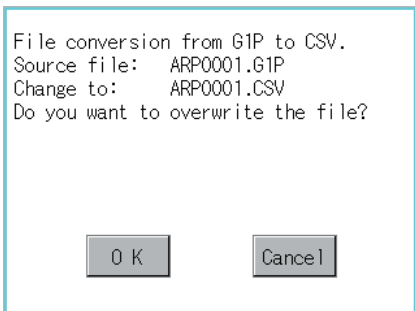 File conversion from G1P to CSV.
Source file: ARP0001.G1P
Change to: ARP0001.CSV
Do you want to overwrite the file?
O K
Cancel